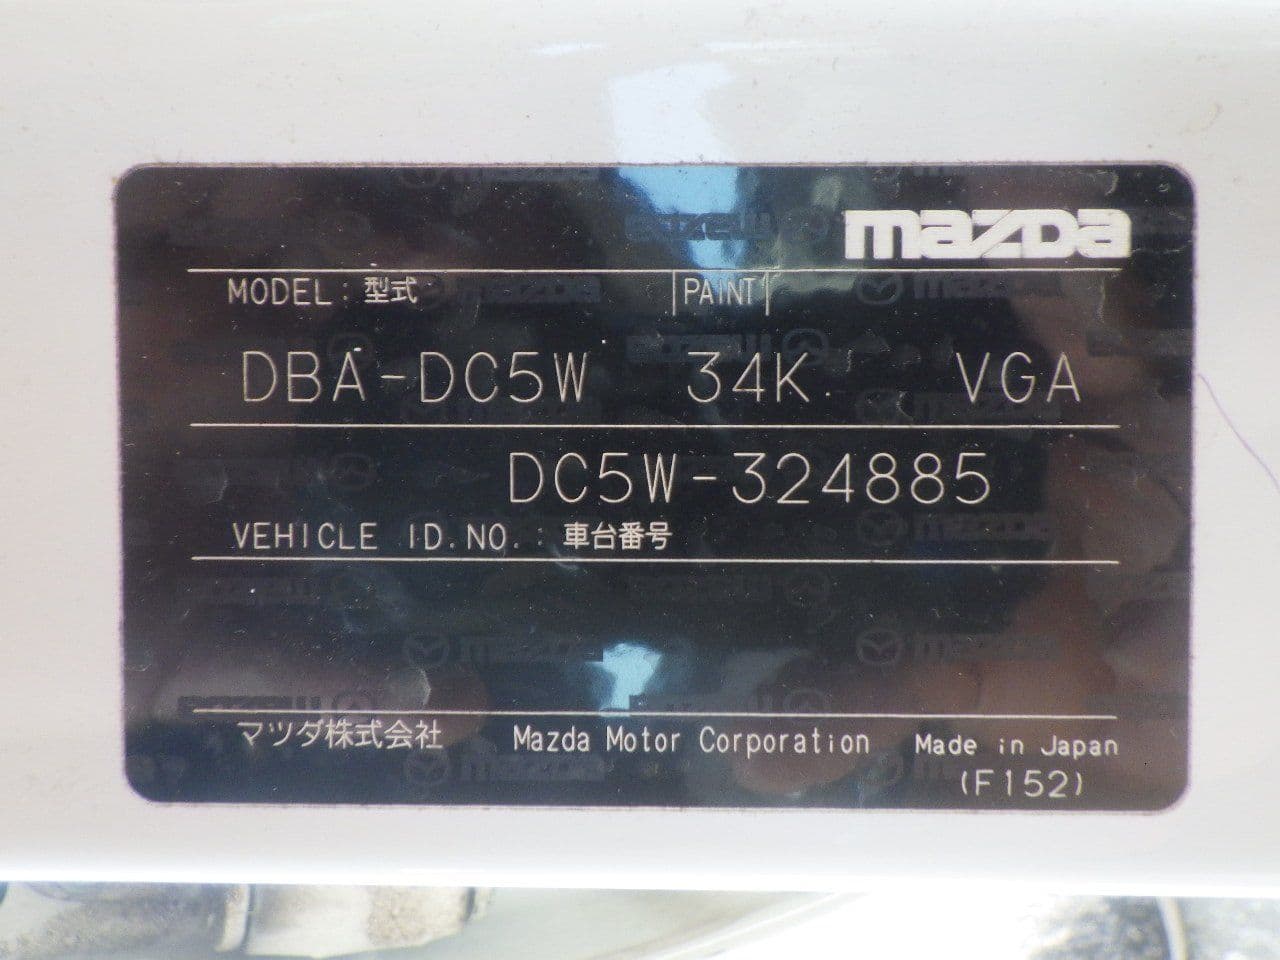 mazda
MODEL : 型式 PAINT
DBA-DC5W 34K VGA
DC5W-324885
VEHICLE ID.NO. : 車台番号
マツダ株式会社 Mazda Motor Corporation Made in Japan
(F152)